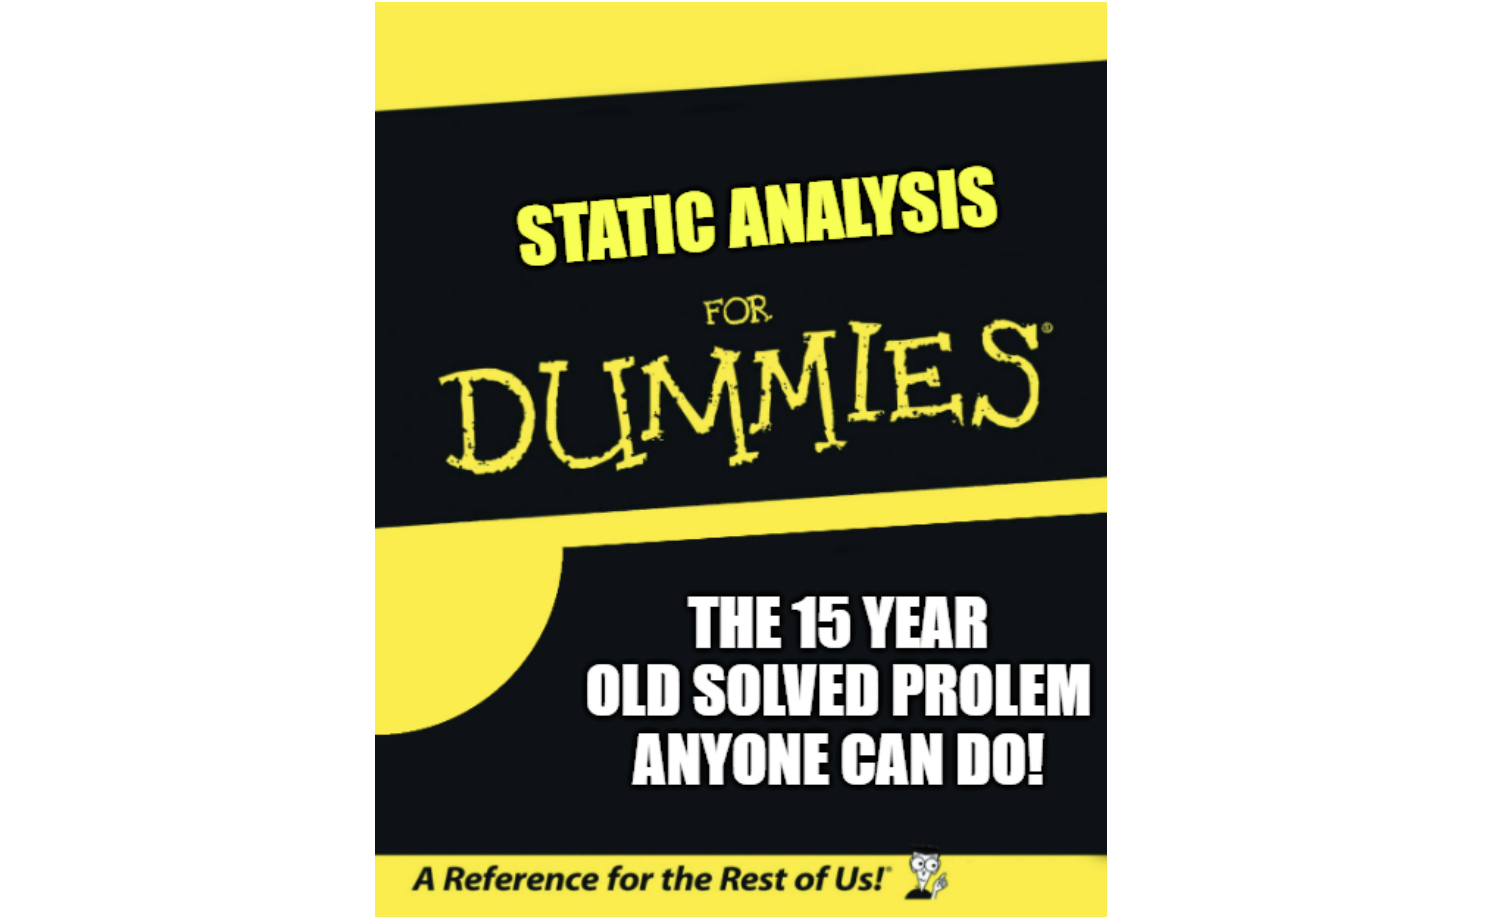 STATIC ANALYSIS
FOR
DUMMIES®
THE 15 YEAR
OLD SOLVED PROLEM
ANYONE CAN DO!
A Reference for the Rest of Us!®